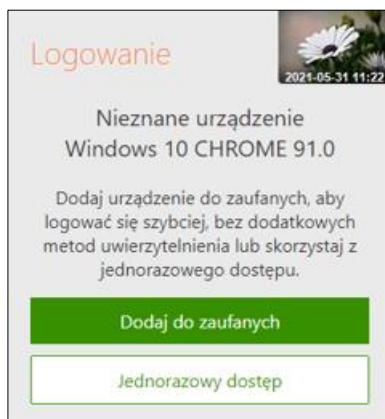 Logowanie
2021-05-31 11:22
Nieznane urządzenie
Windows 10 CHROME 91.0
Dodaj urządzenie do zaufanych, aby
logować się szybciej, bez dodatkowych
metod uwierzytelnienia lub skorzystaj z
jednorazowego dostępu.
Dodaj do zaufanych
Jednorazowy dostęp